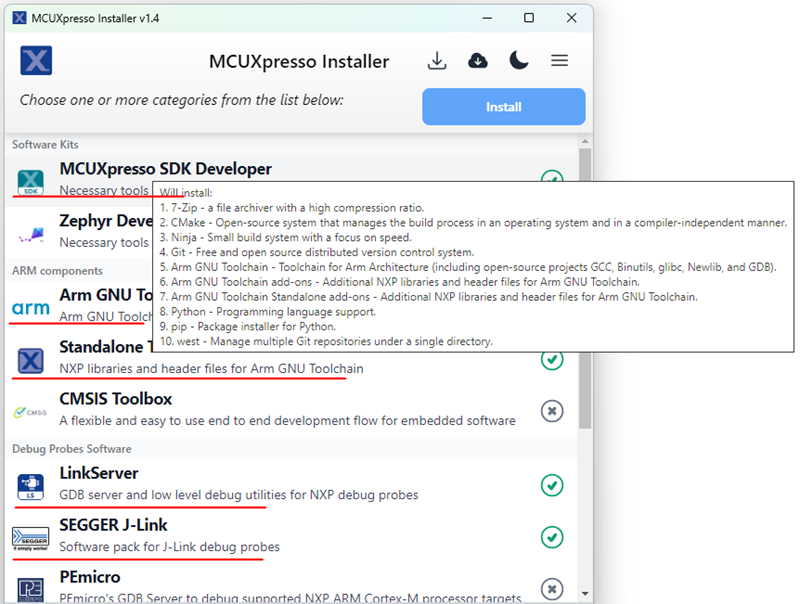 MCUXpresso Installer v1.4
MCUXpresso Installer
Choose one or more categories from the list below:
Install
Software Kits
SDK
MCUXpresso SDK Developer
Necessary tools
Will install:
1. 7-Zip - a file archiver with a high compression ratio.
2. CMake - Open-source system that manages the build process in an operating system and in a compiler-independent manner.
3. Ninja - Small build system with a focus on speed.
4. Git - Free and open source distributed version control system.
5. Arm GNU Toolchain - Toolchain for Arm Architecture (including open-source projects GCC, Binutils, glibc, Newlib, and GDB).
6. Arm GNU Toolchain add-ons - Additional NXP libraries and header files for Arm GNU Toolchain.
7. Arm GNU Toolchain Standalone add-ons - Additional NXP libraries and header files for Arm GNU Toolchain.
8. Python - Programming language support.
9. pip - Package installer for Python.
10. west - Manage multiple Git repositories under a single directory.
Zephyr Deve
Necessary tools
ARM components
arm
Arm GNU To
Arm GNU Toolch
Standalone T
NXP libraries and header files for Arm GNU Toolchain
CMSIS
CMSIS Toolbox
A flexible and easy to use end to end development flow for embedded software
Debug Probes Software
LS
LinkServer
GDB server and low level debug utilities for NXP debug probes
SEGGER
It simply works!
SEGGER J-Link
Software pack for J-Link debug probes
PE
PEmicro
PEmicro's GDB Server to debug supported NXP ARM Cortex-M processor targets